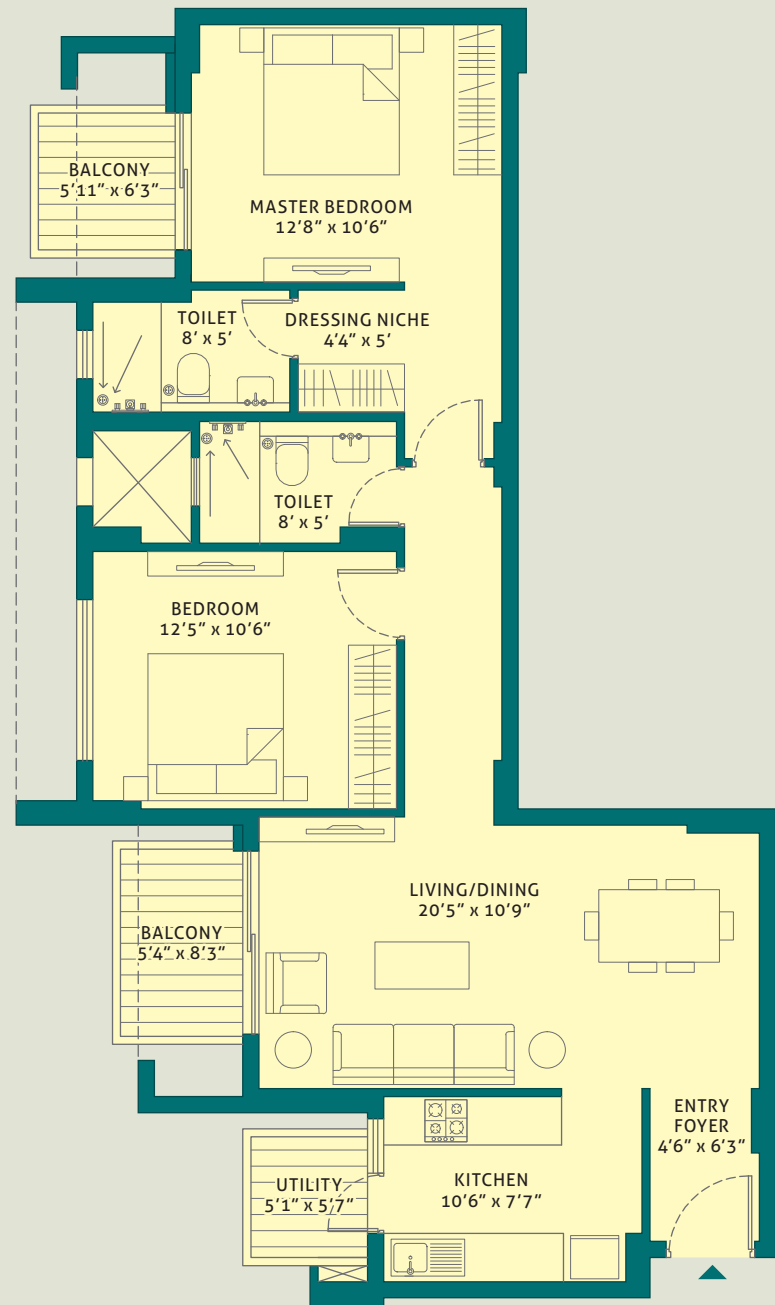 BALCONY
5'11" x 6'3"
MASTER BEDROOM
12'8" x 10'6"
TOILET
8' x 5'
DRESSING NICHE
4'4" x 5'
TOILET
8' x 5'
BEDROOM
12'5" x 10'6"
LIVING/DINING
20'5" x 10'9"
BALCONY
5'4" x 8'3"
ENTRY
FOYER
4'6" x 6'3"
KITCHEN
10'6" x 7'7"
UTILITY
5'1" x 5'7"